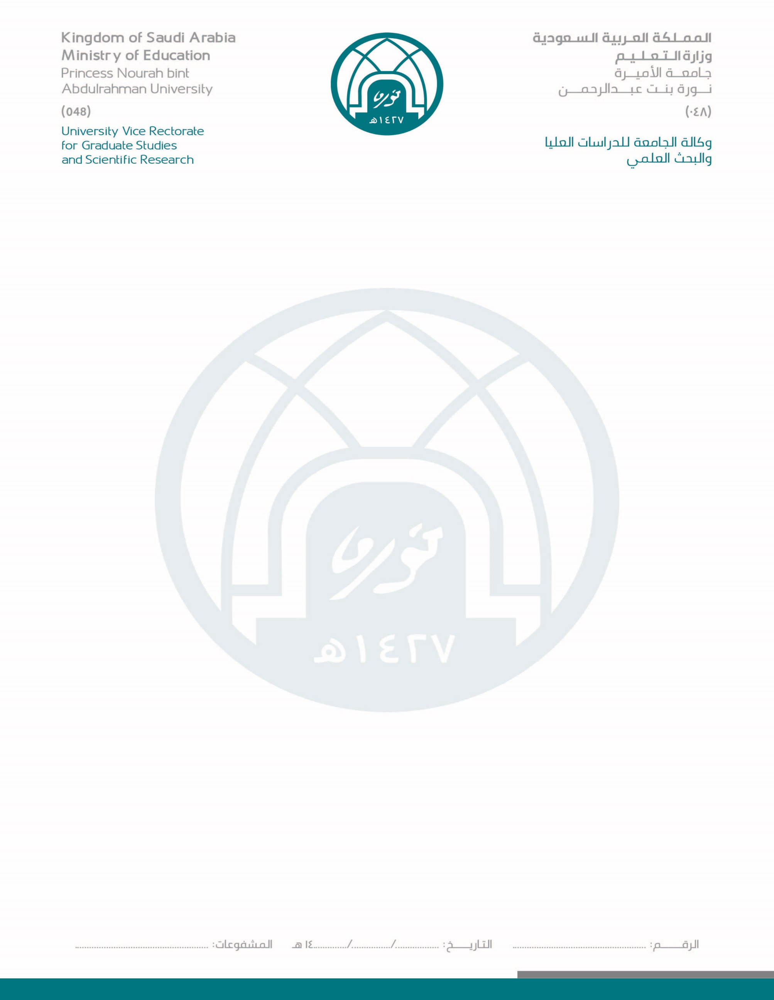 Kingdom of Saudi Arabia
Ministry of Education
Princess Nourah bint
Abdulrahman University
(048)
University Vice Rectorate
for Graduate Studies
and Scientific Research
المملكة العربية السعودية
وزارة التعليم
جامعة الأميرة
نورة بنت عبدالرحمن
(٠٤٨)
وكالة الجامعة للدراسات العليا
والبحث العلمي
نورة
١٤٢٧هـ
نورة
١٤٢٧هـ
الرقم: ........................ التاريخ: ......../......../........١٤ هـ المشفوعات: ........................